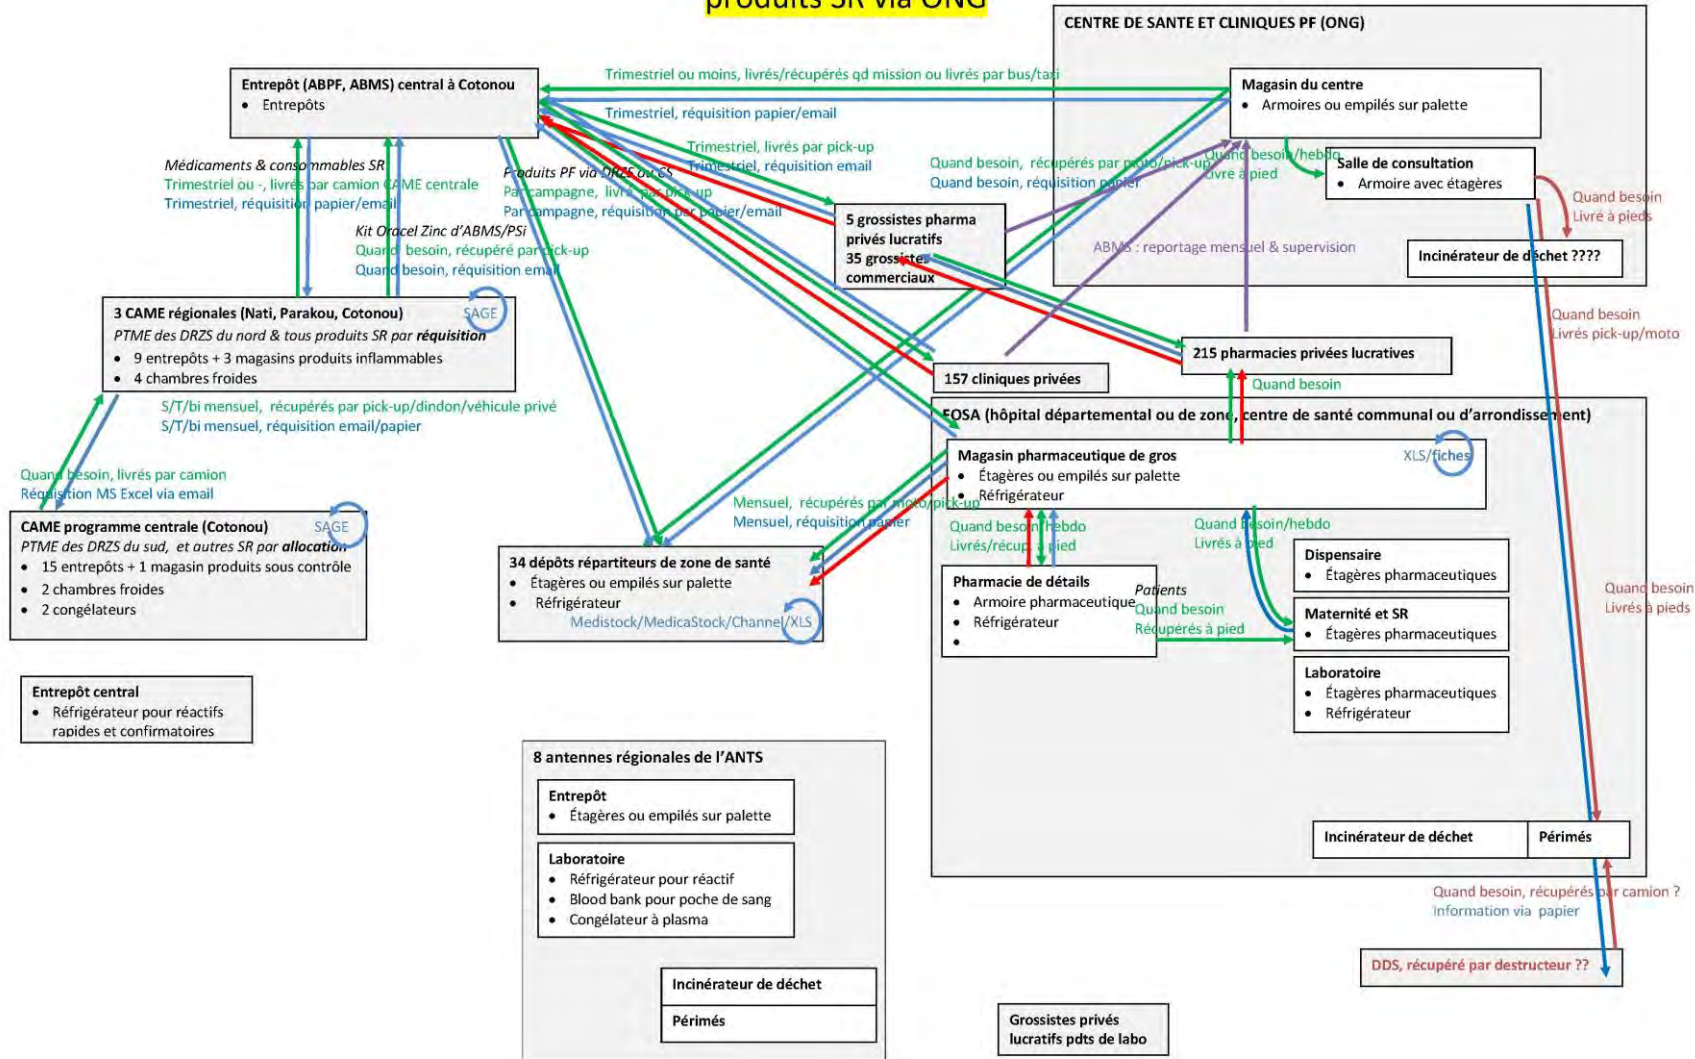 produits SR via ONG
CENTRE DE SANTE ET CLINIQUES PF (ONG)
Entrepôt (ABPF, ABMS) central à Cotonou
• Entrepôts
Trimestriel ou moins, livrés/récupérés qd mission ou livrés par bus/taxi
Trimestriel, réquisition papier/email
Magasin du centre
• Armoires ou empilés sur palette
Trimestriel, livrés par pick-up
Trimestriel, réquisition email
Quand besoin, récupérés par moto/pick-up
Quand besoin, réquisition papier
Quand besoin/hebdo
Livré à pied
Salle de consultation
• Armoire avec étagères
Quand besoin
Livré à pieds
Médicaments & consommables SR
Trimestriel ou -, livrés par camion CAME centrale
Trimestriel, réquisition papier/email
Produits PF via DRZS ou CS
Par campagne, livré par pick-up
Par campagne, réquisition par papier/email
Kit Oracel Zinc d'ABMS/PSi
Quand besoin, récupéré par pick-up
Quand besoin, réquisition email
5 grossistes pharma
privés lucratifs
35 grossistes
commerciaux
ABMS : reportage mensuel & supervision
Incinérateur de déchet ????
Quand besoin
Livrés pick-up/moto
3 CAME régionales (Nati, Parakou, Cotonou)
SAGE
PTME des DRZS du nord & tous produits SR par réquisition
• 9 entrepôts + 3 magasins produits inflammables
• 4 chambres froides
215 pharmacies privées lucratives
157 cliniques privées
Quand besoin
S/T/bi mensuel, récupérés par pick-up/dindon/véhicule privé
S/T/bi mensuel, réquisition email/papier
FOSA (hôpital départemental ou de zone, centre de santé communal ou d'arrondissement)
Magasin pharmaceutique de gros
XLS/fiches
• Étagères ou empilés sur palette
• Réfrigérateur
Quand besoin, livrés par camion
Réquisition MS Excel via email
CAME programme centrale (Cotonou)
SAGE
PTME des DRZS du sud, et autres SR par allocation
• 15 entrepôts + 1 magasin produits sous contrôle
• 2 chambres froides
• 2 congélateurs
Mensuel, récupérés par moto/pick-up
Mensuel, réquisition papier
34 dépôts répartiteurs de zone de santé
• Étagères ou empilés sur palette
• Réfrigérateur
Medistock/MedicaStock/Channel/XLS
Quand besoin/hebdo
Livrés/récup. à pied
Quand besoin/hebdo
Livrés à pied
Pharmacie de détails
• Armoire pharmaceutique
• Réfrigérateur
•
Patients
Quand besoin
Récupérés à pied
Dispensaire
• Étagères pharmaceutiques
Maternité et SR
• Étagères pharmaceutiques
Laboratoire
• Étagères pharmaceutiques
• Réfrigérateur
Quand besoin
Livrés à pieds
Entrepôt central
• Réfrigérateur pour réactifs
rapides et confirmatoires
8 antennes régionales de l'ANTS
Entrepôt
• Étagères ou empilés sur palette
Laboratoire
• Réfrigérateur pour réactif
• Blood bank pour poche de sang
• Congélateur à plasma
Incinérateur de déchet
Périmés
Incinérateur de déchet
Périmés
Quand besoin, récupérés par camion ?
Information via papier
DDS, récupéré par destructeur ??
Grossistes privés
lucratifs pdts de labo